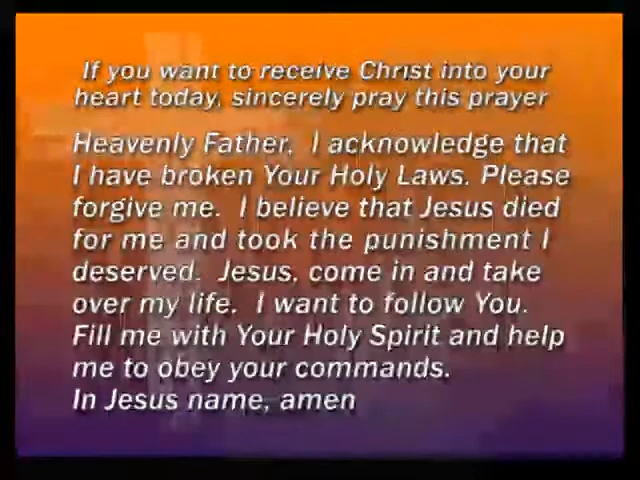 If you want to receive Christ into your
heart today, sincerely pray this prayer
Heavenly Father, I acknowledge that
I have broken Your Holy Laws. Please
forgive me. I believe that Jesus died
for me and took the punishment I
deserved. Jesus, come in and take
over my life. I want to follow You.
Fill me with Your Holy Spirit and help
me to obey your commands.
In Jesus name, amen